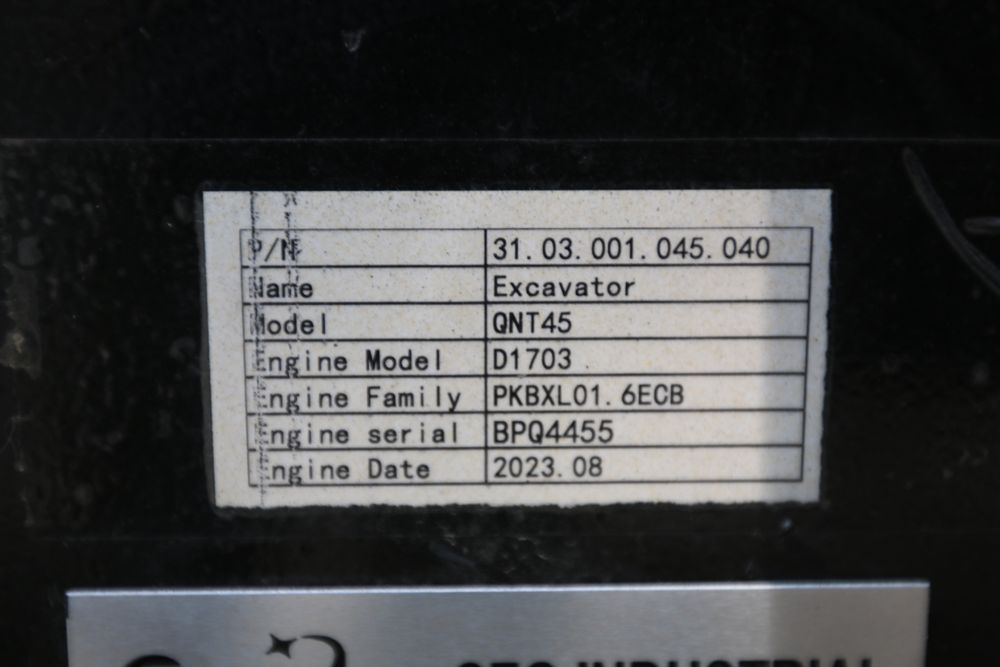 P/N 31.03.001.045.040
Name Excavator
Model QNT45
Engine Model D1703
Engine Family PKBXL01.6ECB
Engine serial BPQ4455
Engine Date 2023.08
INDUSTRIAL